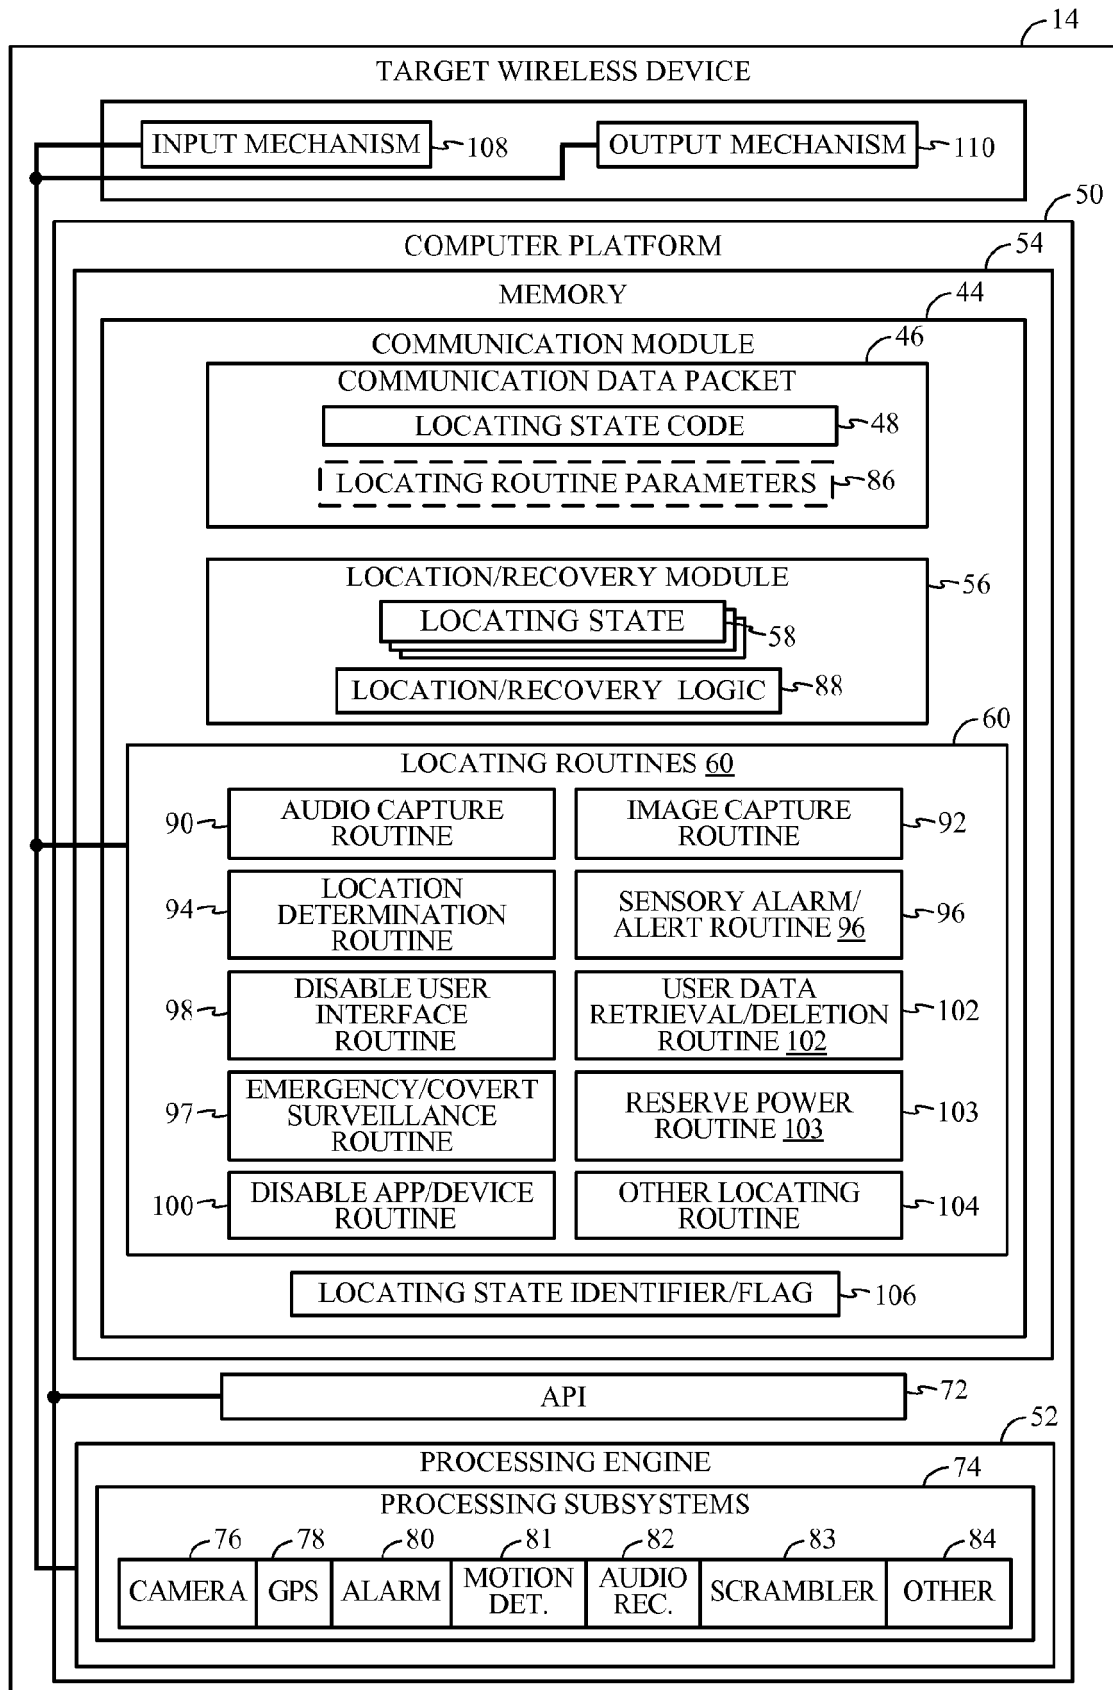 14
TARGET WIRELESS DEVICE
INPUT MECHANISM
108
OUTPUT MECHANISM
110
50
COMPUTER PLATFORM
54
MEMORY
44
COMMUNICATION MODULE
46
COMMUNICATION DATA PACKET
LOCATING STATE CODE
48
LOCATING ROUTINE PARAMETERS
86
LOCATION/RECOVERY MODULE
56
LOCATING STATE
58
LOCATION/RECOVERY LOGIC
88
60
LOCATING ROUTINES 60
90
AUDIO CAPTURE
ROUTINE
IMAGE CAPTURE
ROUTINE
92
94
LOCATION
DETERMINATION
ROUTINE
SENSORY ALARM/
ALERT ROUTINE 96
96
98
DISABLE USER
INTERFACE
ROUTINE
USER DATA
RETRIEVAL/DELETION
ROUTINE 102
102
97
EMERGENCY/COVERT
SURVEILLANCE
ROUTINE
RESERVE POWER
ROUTINE 103
103
100
DISABLE APP/DEVICE
ROUTINE
OTHER LOCATING
ROUTINE
104
LOCATING STATE IDENTIFIER/FLAG
106
API
72
52
PROCESSING ENGINE
74
PROCESSING SUBSYSTEMS
76
78
80
81
82
83
84
CAMERA
GPS
ALARM
MOTION
DET.
AUDIO
REC.
SCRAMBLER
OTHER